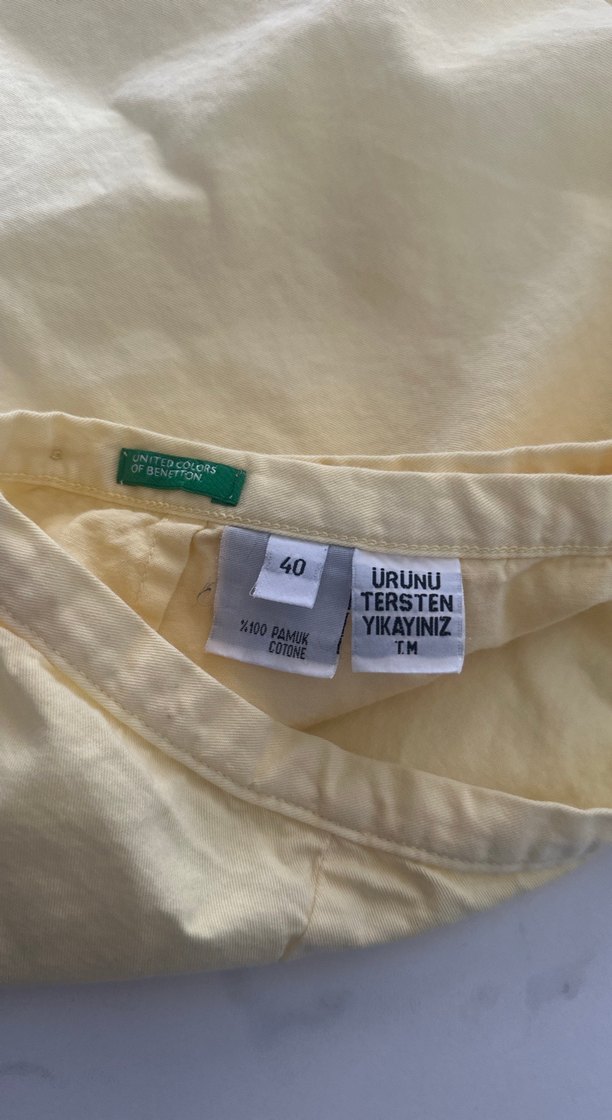 UNITED COLORS
OF BENETTON.
40
%100 PAMUK
COTONE
ÜRÜNÜ
TERSTEN
YIKAYINIZ
T.M